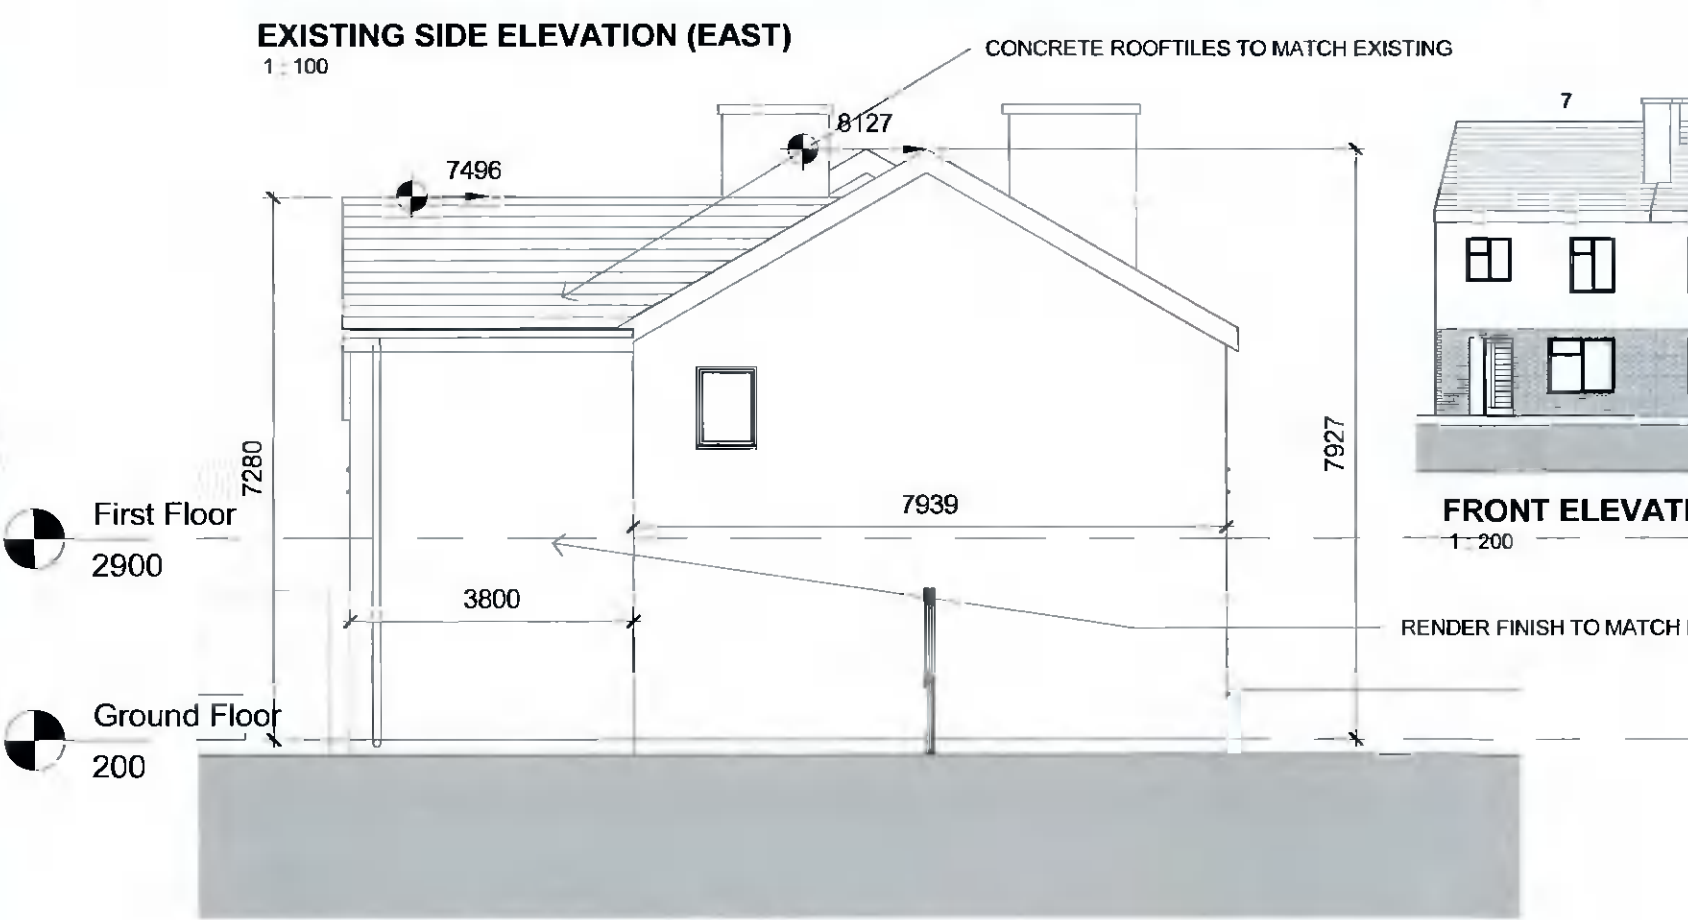 EXISTING SIDE ELEVATION (EAST)
1 : 100
CONCRETE ROOFTILES TO MATCH EXISTING
7
8127
7496
7280
7927
First Floor
2900
7939
FRONT ELEVATI
1 : 200
3800
RENDER FINISH TO MATCH
Ground Floor
200